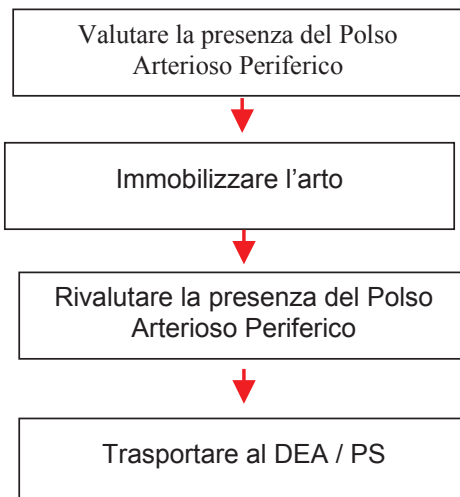 Valutare la presenza del Polso
Arterioso Periferico
Immobilizzare l'arto
Rivalutare la presenza del Polso
Arterioso Periferico
Trasportare al DEA / PS